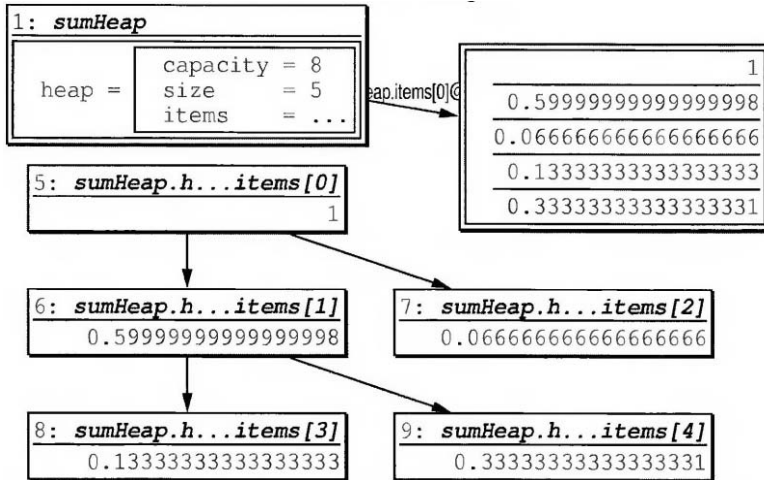 1: sumHeap
heap =
capacity = 8
size = 5
items = ...
eap.items[0]@
1
0.59999999999999998
0.066666666666666666
0.13333333333333333
0.33333333333333331
5: sumHeap.h...items[0]
1
6: sumHeap.h...items[1]
0.59999999999999998
7: sumHeap.h...items[2]
0.066666666666666666
8: sumHeap.h...items[3]
0.13333333333333333
9: sumHeap.h...items[4]
0.33333333333333331